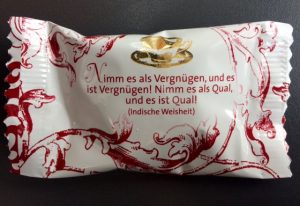 Nimm es als Vergnügen, und es
ist Vergnügen! Nimm es als Qual,
und es ist Qual!
(Indische Weisheit)